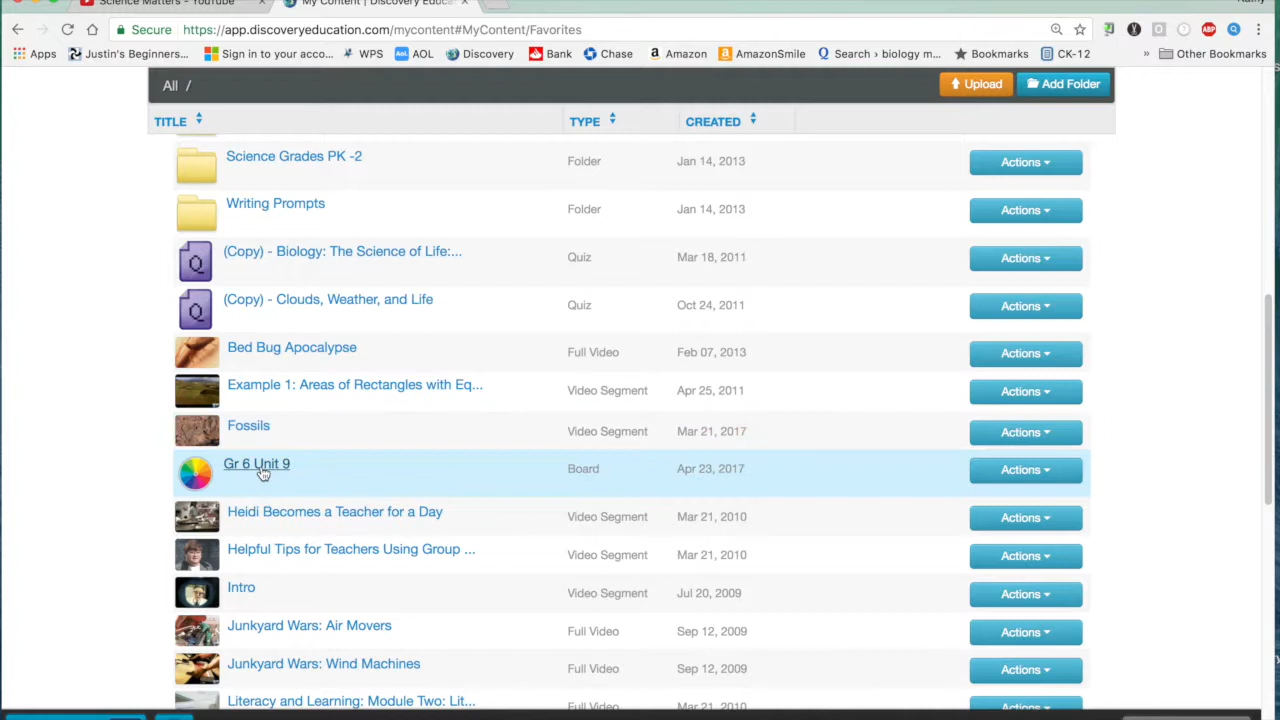 Science Matters - YouTube
My Content | Discovery Educa
Kathy
Secure https://app.discoveryeducation.com/mycontent#MyContent/Favorites
Apps Justin's Beginners... Sign in to your acco... WPS AOL Discovery Bank Chase Amazon AmazonSmile Search › biology m... Bookmarks CK-12 » Other Bookmarks
All / Upload Add Folder
TITLE TYPE CREATED
Science Grades PK -2 Folder Jan 14, 2013 Actions
Writing Prompts Folder Jan 14, 2013 Actions
(Copy) - Biology: The Science of Life:... Quiz Mar 18, 2011 Actions
(Copy) - Clouds, Weather, and Life Quiz Oct 24, 2011 Actions
Bed Bug Apocalypse Full Video Feb 07, 2013 Actions
Example 1: Areas of Rectangles with Eq... Video Segment Apr 25, 2011 Actions
Fossils Video Segment Mar 21, 2017 Actions
Gr 6 Unit 9 Board Apr 23, 2017 Actions
Heidi Becomes a Teacher for a Day Video Segment Mar 21, 2010 Actions
Helpful Tips for Teachers Using Group ... Video Segment Mar 21, 2010 Actions
Intro Video Segment Jul 20, 2009 Actions
Junkyard Wars: Air Movers Full Video Sep 12, 2009 Actions
Junkyard Wars: Wind Machines Full Video Sep 12, 2009 Actions
Literacy and Learning: Module Two: Lit... Full Video Actions